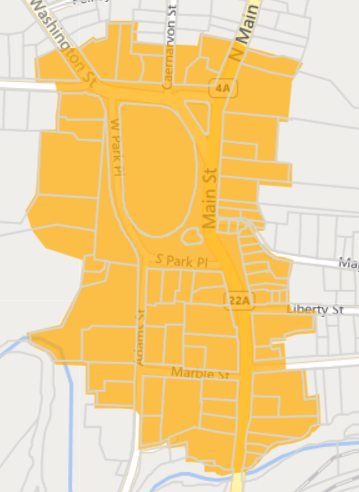 Washington St
Caernarvon St
N Main
4A
W Park Pl
Main St
S Park Pl
Ma
22A
Liberty St
Adams St
Marble St